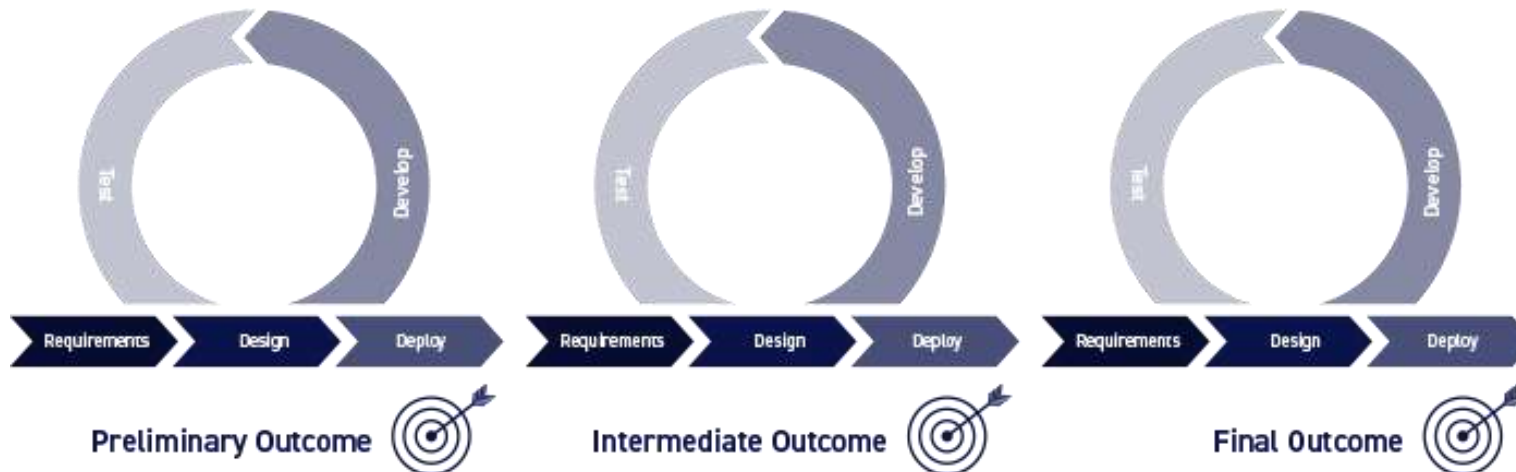 Test
Develop
Test
Develop
Test
Develop
Requirements
Design
Deploy
Requirements
Design
Deploy
Requirements
Design
Deploy
Preliminary Outcome
Intermediate Outcome
Final Outcome